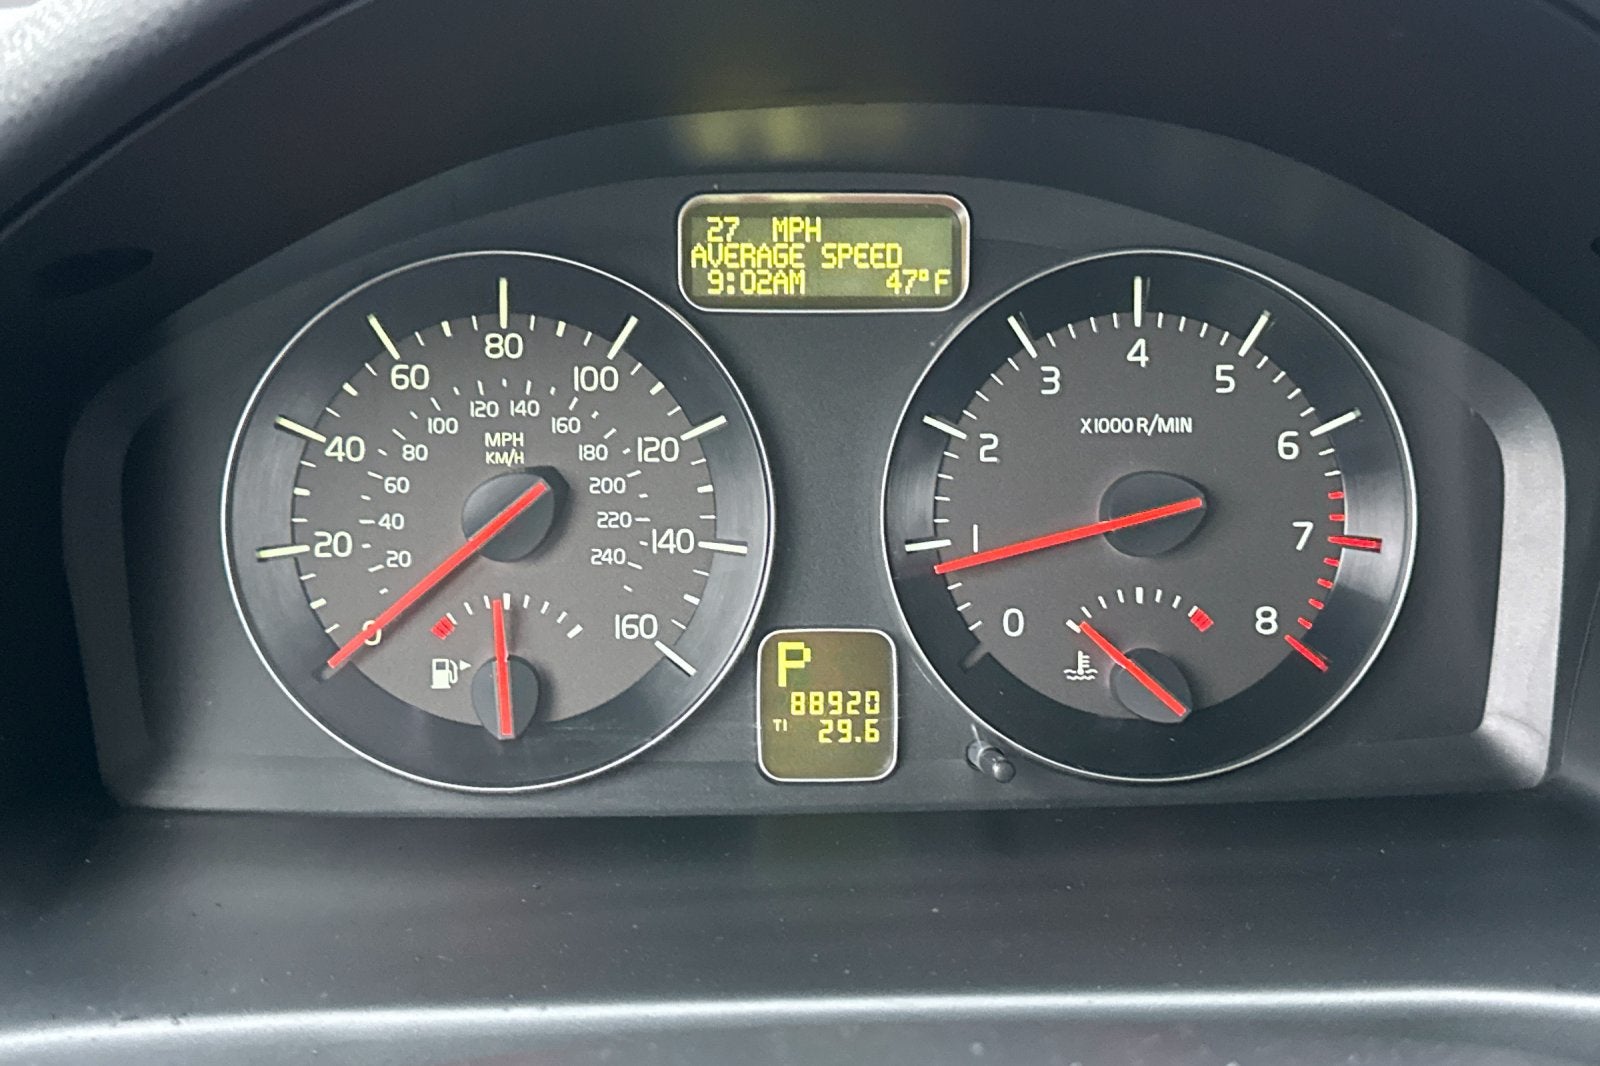 27 MPH
AVERAGE SPEED
9:02AM 47°F
0 20 40 60 80 100 120 140 160
20 40 60 80 100 120 140 160 180 200 220 240
MPH
KM/H
0 1 2 3 4 5 6 7 8
X1000 R/MIN
P
88920
T1 29.6